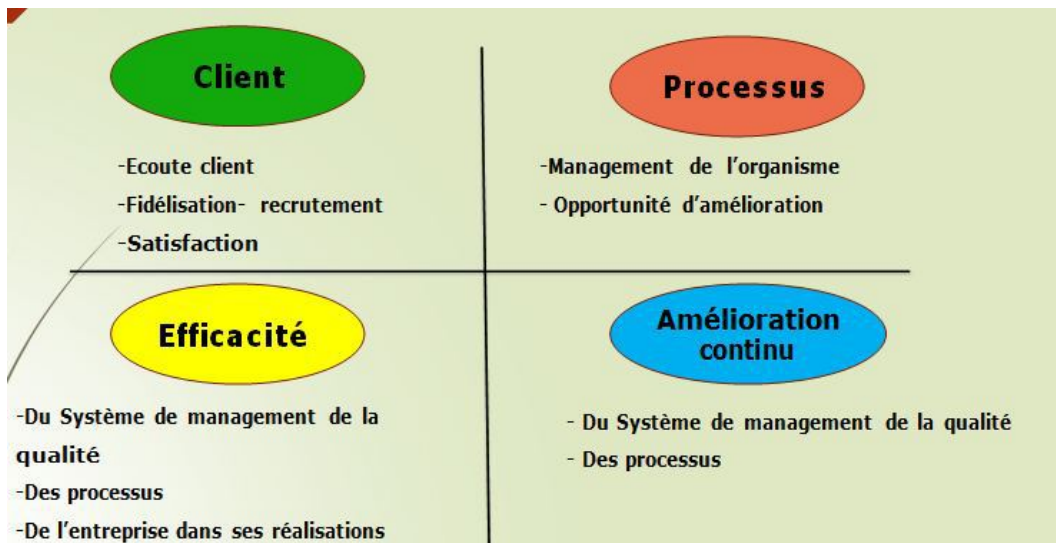 Client
-Ecoute client
-Fidélisation- recrutement
-Satisfaction
Processus
-Management de l'organisme
- Opportunité d'amélioration
Efficacité
-Du Système de management de la
qualité
-Des processus
-De l'entreprise dans ses réalisations
Amélioration
continu
- Du Système de management de la qualité
- Des processus